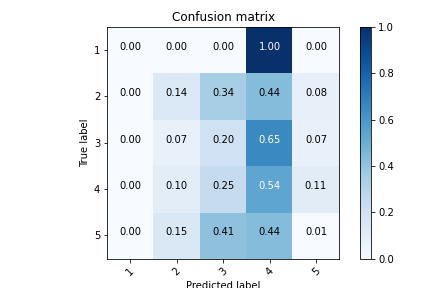 Confusion matrix
1.0
1 0.00 0.00 0.00 1.00 0.00
0.8
2 0.00 0.14 0.34 0.44 0.08
0.6
True label
3 0.00 0.07 0.20 0.65 0.07
0.4
4 0.00 0.10 0.25 0.54 0.11
0.2
5 0.00 0.15 0.41 0.44 0.01
0.0
1 2 3 4 5
Predicted label